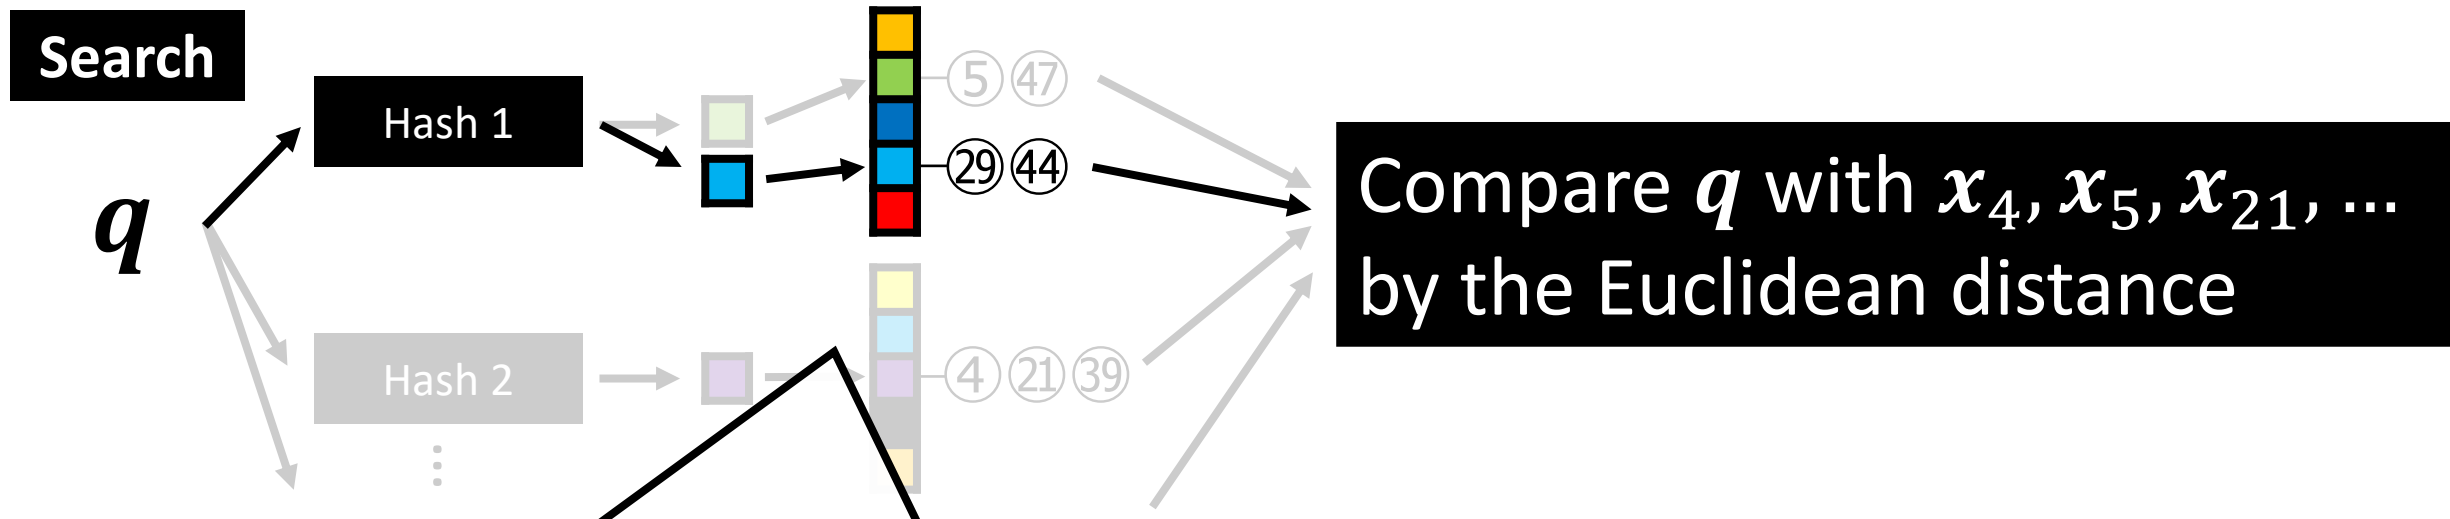 Search
Hash 1
q
5 47
29 44
Compare q with x₄, x₅, x₂₁, ...
by the Euclidean distance
Hash 2
4 21 39
⋮